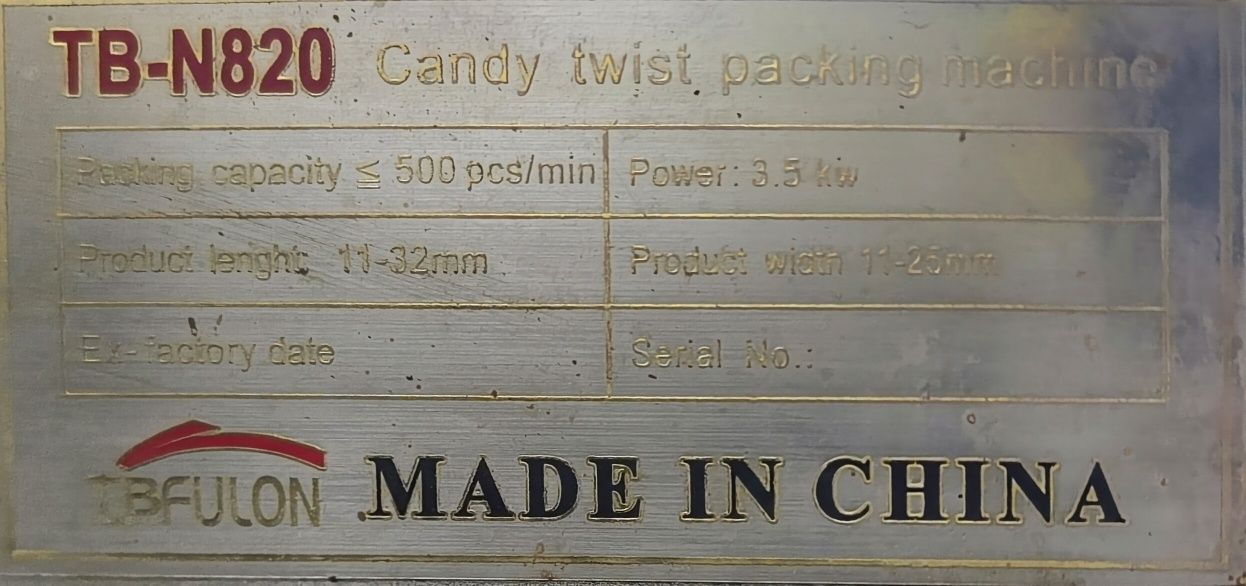 TB-N820 Candy twist packing machine
Packing capacity ≦ 500 pcs/min Power: 3.5 kw
Product lenght: 11-32mm Product width 11-25mm
Ex-factory date Serial No.:
TBFULON MADE IN CHINA